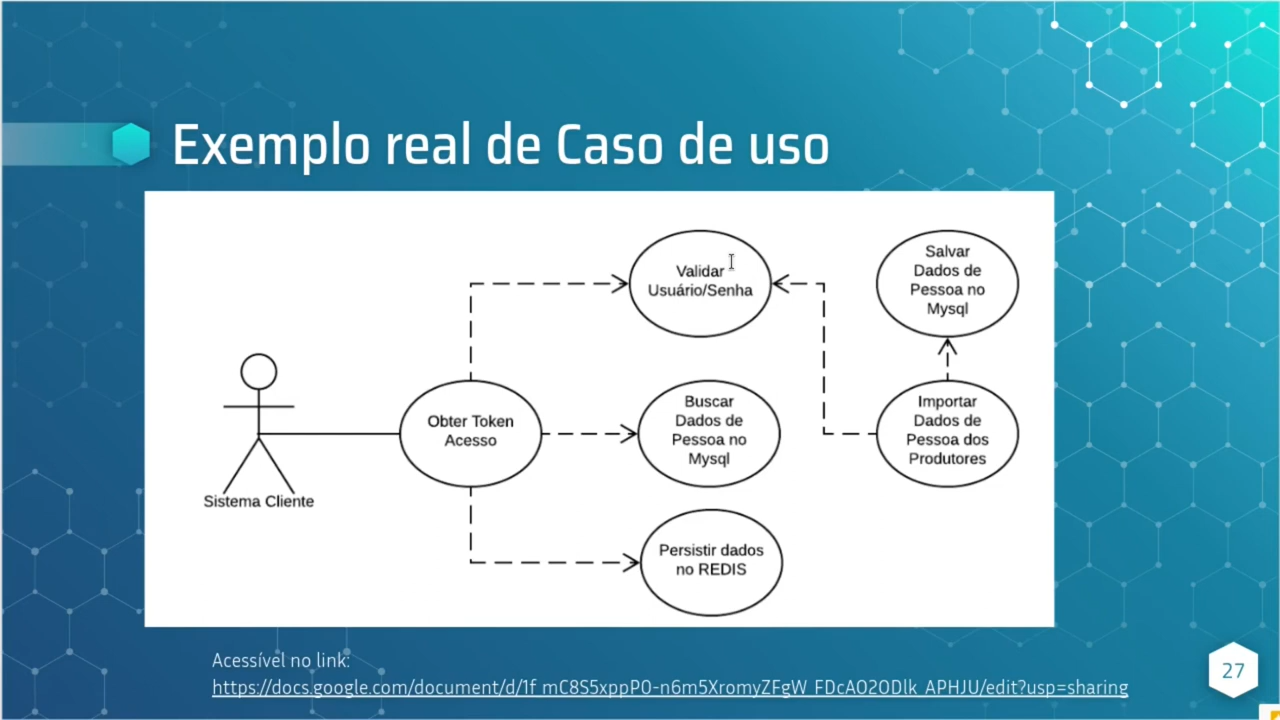 Exemplo real de Caso de uso
Validar
Usuário/Senha
Salvar
Dados de
Pessoa no
Mysql
Obter Token
Acesso
Buscar
Dados de
Pessoa no
Mysql
Importar
Dados de
Pessoa dos
Produtores
Sistema Cliente
Persistir dados
no REDIS
Acessível no link:
https://docs.google.com/document/d/1f_mC8S5xppP0-n6m5XromyZFgW_FDcAO2ODlk_APHJU/edit?usp=sharing
27